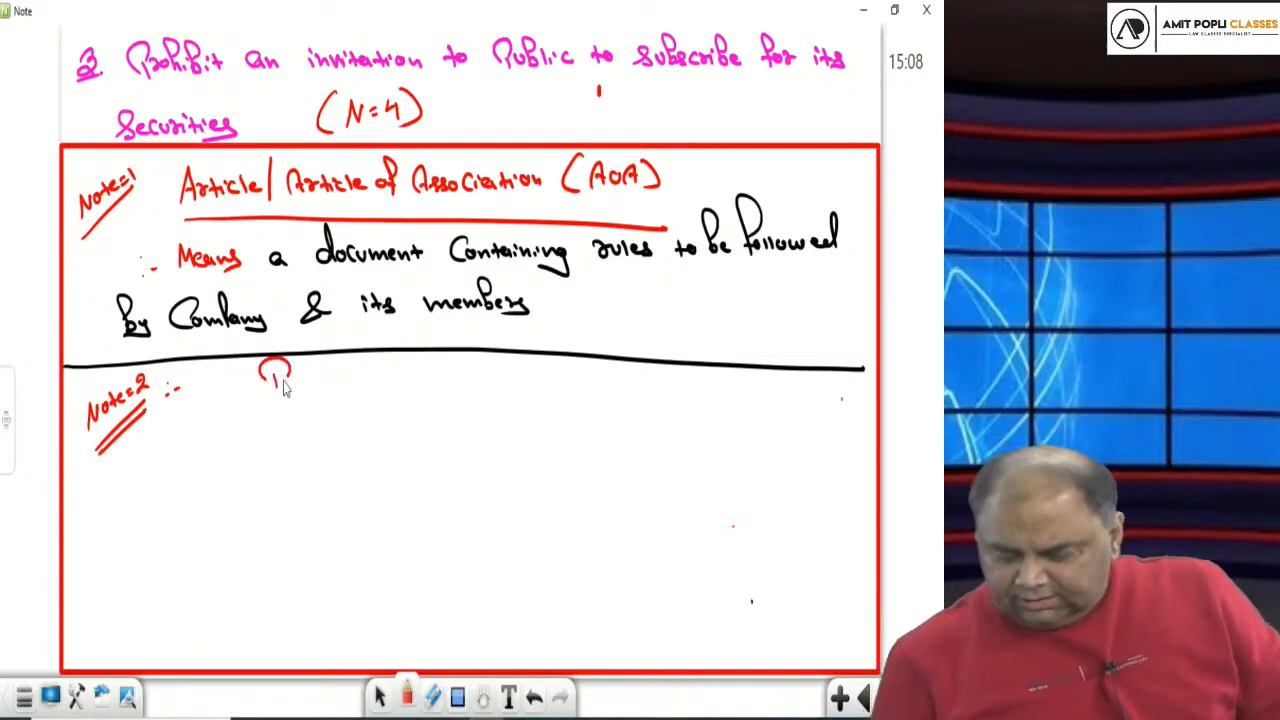 Note
AMIT POPLI CLASSES
LAW CLASSES SPECIALIST
15:08
3 Prohibit an invitation to Public to subscribe for its
Securities (N=4)
Note=1 Article/Article of Association (AOA)
:- Means a document Containing rules to be followed
by Company & its members
Note=2 :- 1